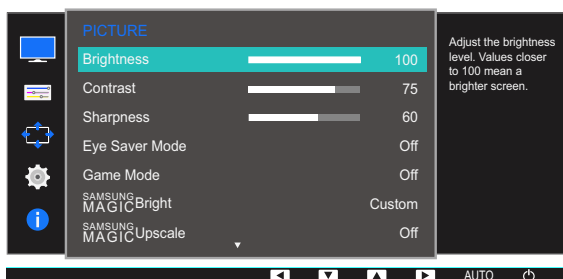 PICTURE
Brightness 100
Contrast 75
Sharpness 60
Eye Saver Mode Off
Game Mode Off
SAMSUNG
MAGICBright Custom
SAMSUNG
MAGICUpscale Off
Adjust the brightness
level. Values closer
to 100 mean a
brighter screen.
AUTO